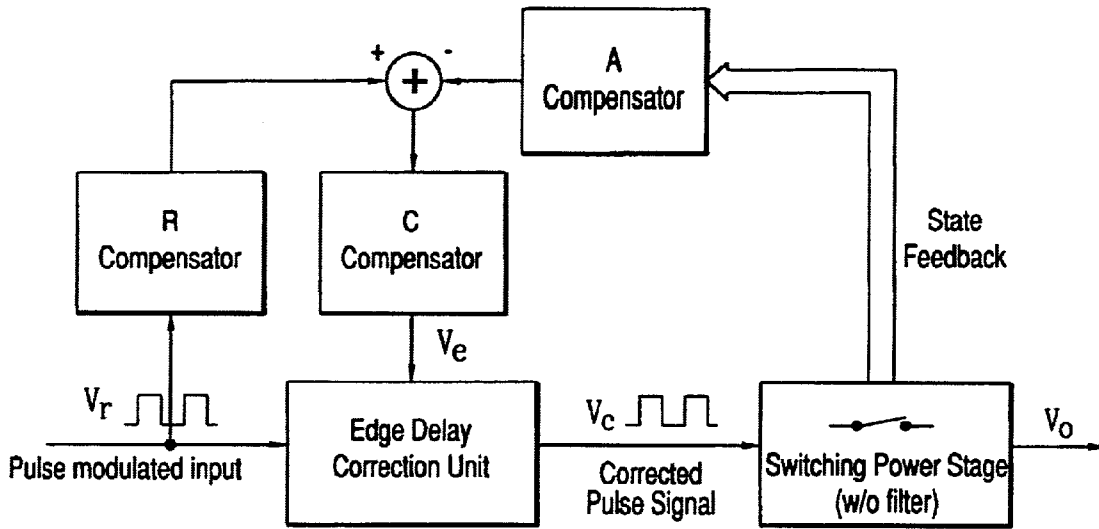 +
-
+
A
Compensator
R
Compensator
C
Compensator
State
Feedback
Ve
Vr
Pulse modulated input
Edge Delay
Correction Unit
Vc
Corrected
Pulse Signal
Switching Power Stage
(w/o filter)
Vo